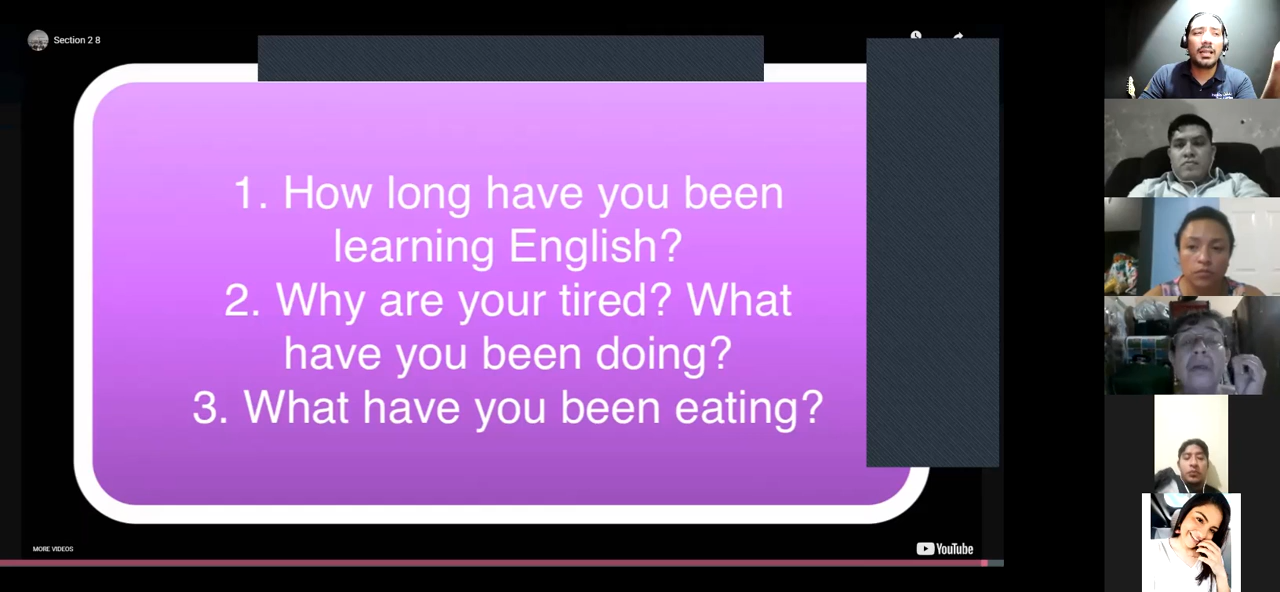 Section 2 8
1. How long have you been
learning English?
2. Why are your tired? What
have you been doing?
3. What have you been eating?
MORE VIDEOS
YouTube